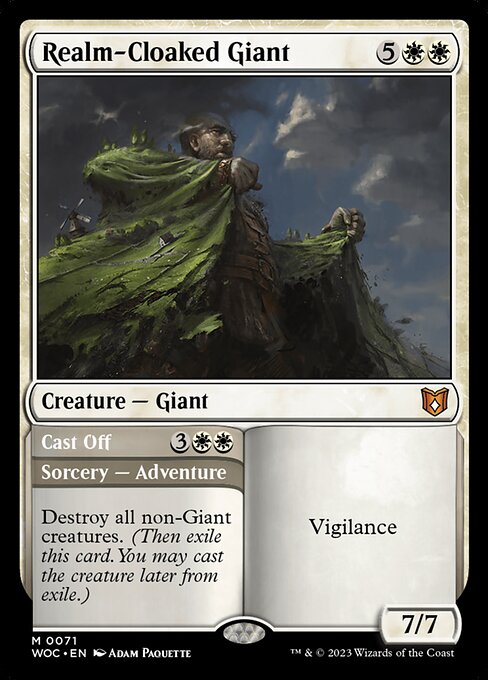 Realm-Cloaked Giant 5
Creature — Giant
Cast Off 3
Sorcery — Adventure
Destroy all non-Giant
creatures. (Then exile
this card. You may cast
the creature later from
exile.)
Vigilance
7/7
M 0071
WOC • EN Adam Paquette
™ & © 2023 Wizards of the Coast